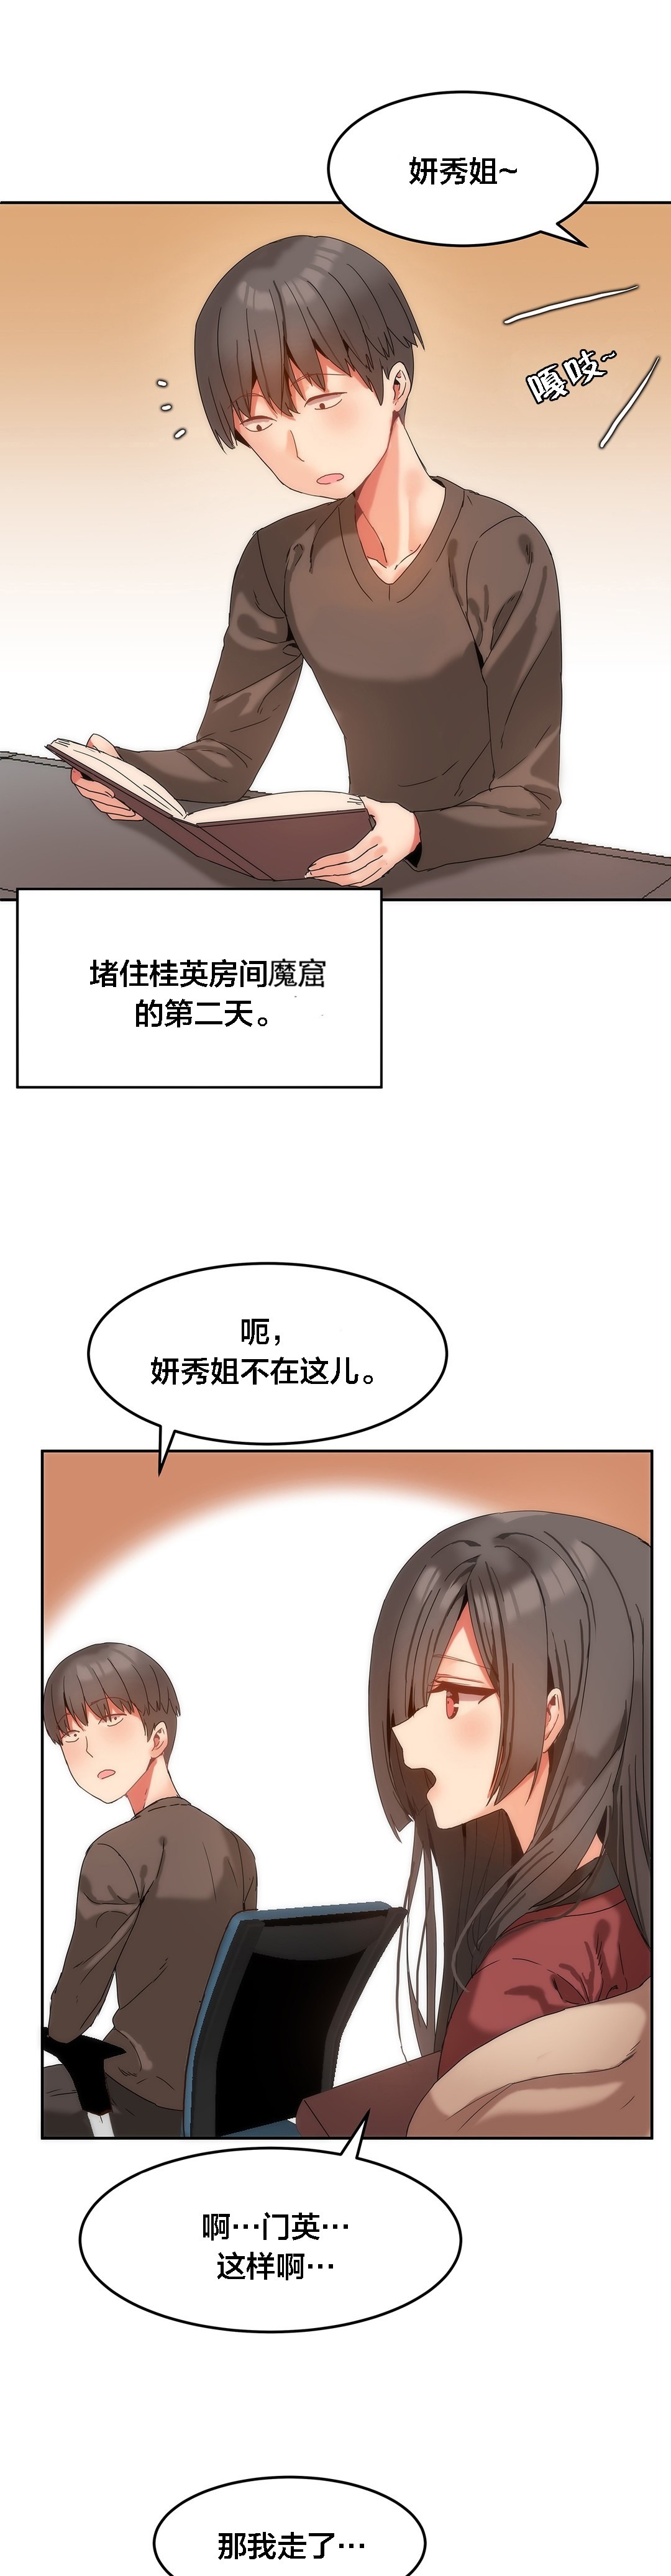 妍秀姐~
嘎吱~
堵住桂英房间魔窟
的第二天。
呃，
妍秀姐不在这儿。
啊…门英…
这样啊…
那我走了…